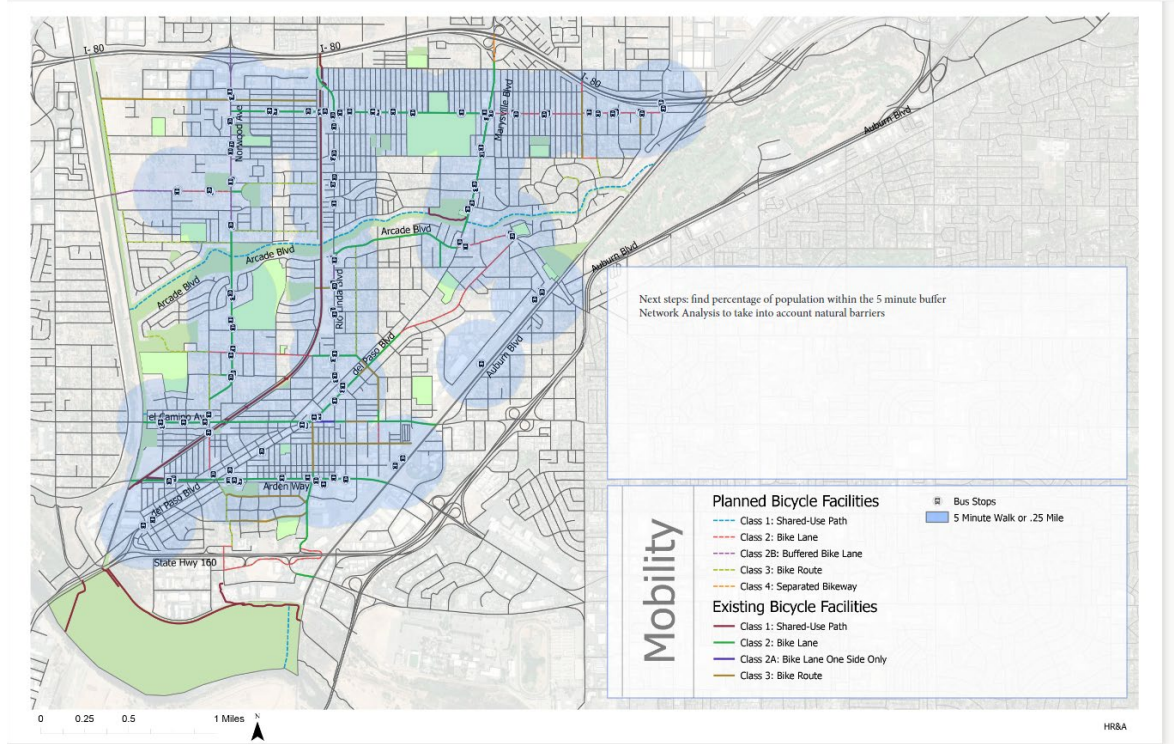 I- 80
I- 80
I- 80
Norwood Ave
Marysville Blvd
Auburn Blvd
Arcade Blvd
Arcade Blvd
Arcade Blvd
Auburn Blvd
Rio Linda Blvd
del Paso Blvd
Auburn Blvd
el Camino Av
Arden Way
del Paso Blvd
State Hwy 160
Next steps: find percentage of population within the 5 minute buffer
Network Analysis to take into account natural barriers
Mobility
Planned Bicycle Facilities
Class 1: Shared-Use Path
Class 2: Bike Lane
Class 2B: Buffered Bike Lane
Class 3: Bike Route
Class 4: Separated Bikeway
Existing Bicycle Facilities
Class 1: Shared-Use Path
Class 2: Bike Lane
Class 2A: Bike Lane One Side Only
Class 3: Bike Route
Bus Stops
5 Minute Walk or .25 Mile
0 0.25 0.5 1 Miles
N
HR&A